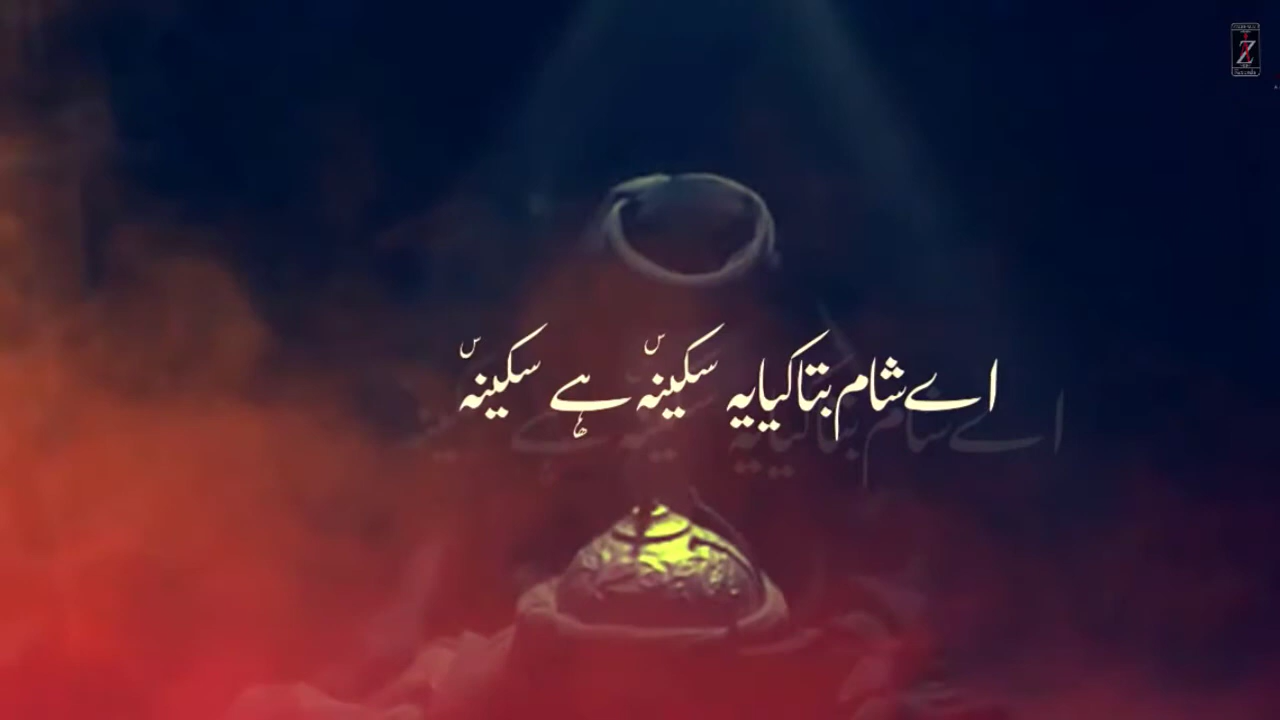 اے شام بتا کیا یہ سکینہؑ س ہے سکینہ س